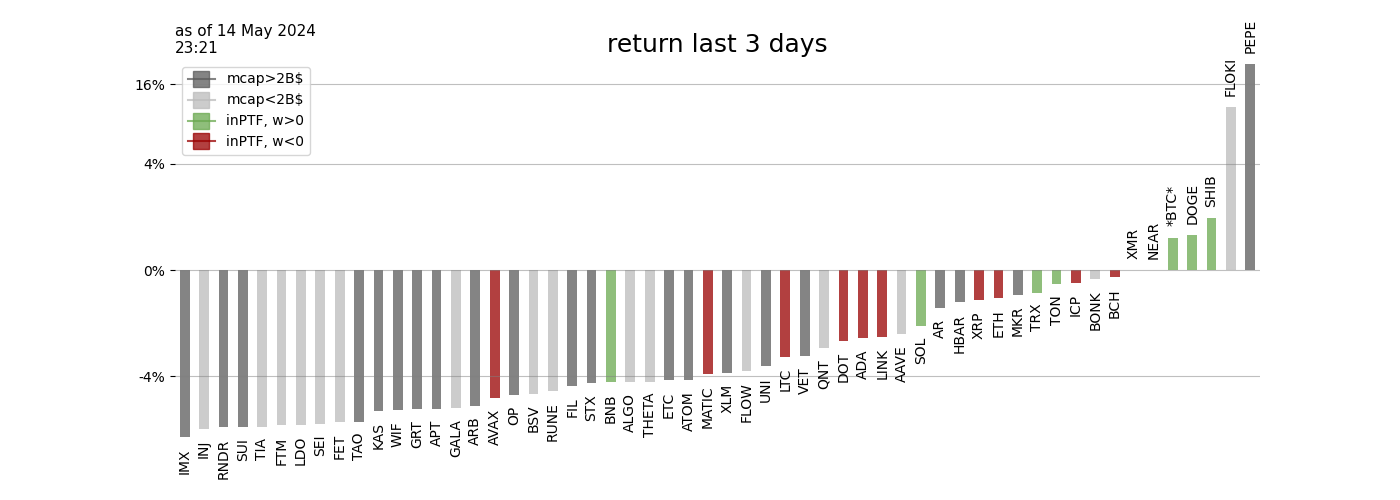 as of 14 May 2024
23:21
return last 3 days
mcap>2B$
mcap<2B$
inPTF, w>0
inPTF, w<0
16%
4%
0%
-4%
IMX
INJ
RNDR
SUI
TIA
FTM
LDO
SEI
FET
TAO
KAS
WIF
GRT
APT
GALA
ARB
AVAX
OP
BSV
RUNE
FIL
STX
BNB
ALGO
THETA
ETC
ATOM
MATIC
XLM
FLOW
UNI
LTC
VET
QNT
DOT
ADA
LINK
AAVE
SOL
AR
HBAR
XRP
ETH
MKR
TRX
TON
ICP
BONK
BCH
XMR
NEAR
*BTC*
DOGE
SHIB
FLOKI
PEPE